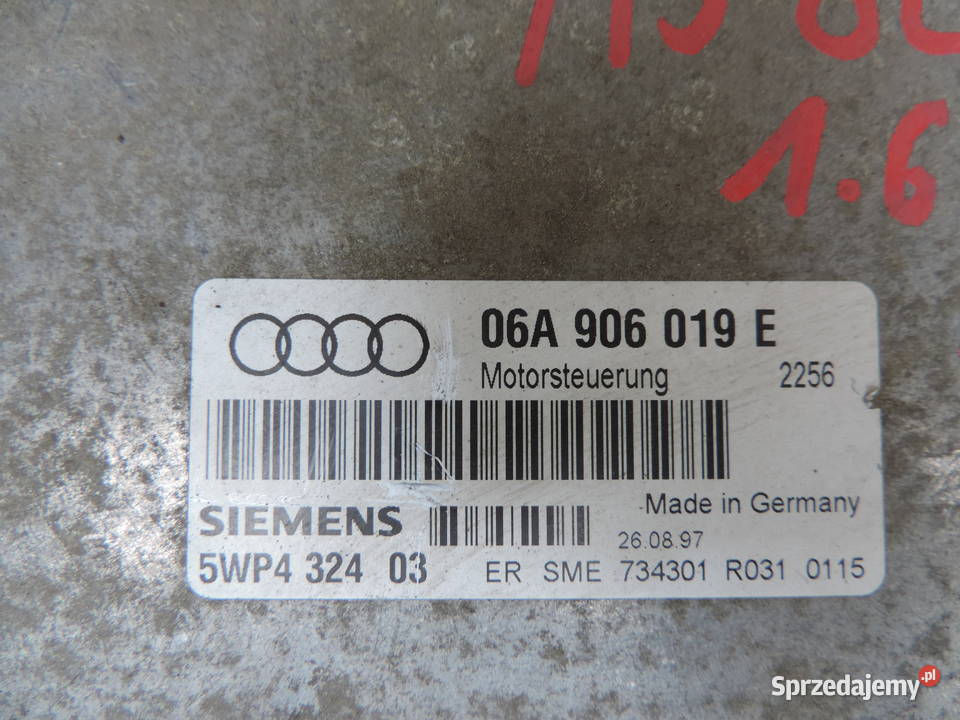 1.6
06A 906 019 E
Motorsteuerung 2256
Made in Germany
SIEMENS
26.08.97
5WP4 324 03 ER SME 734301 R031 0115
Sprzedajemy.pl